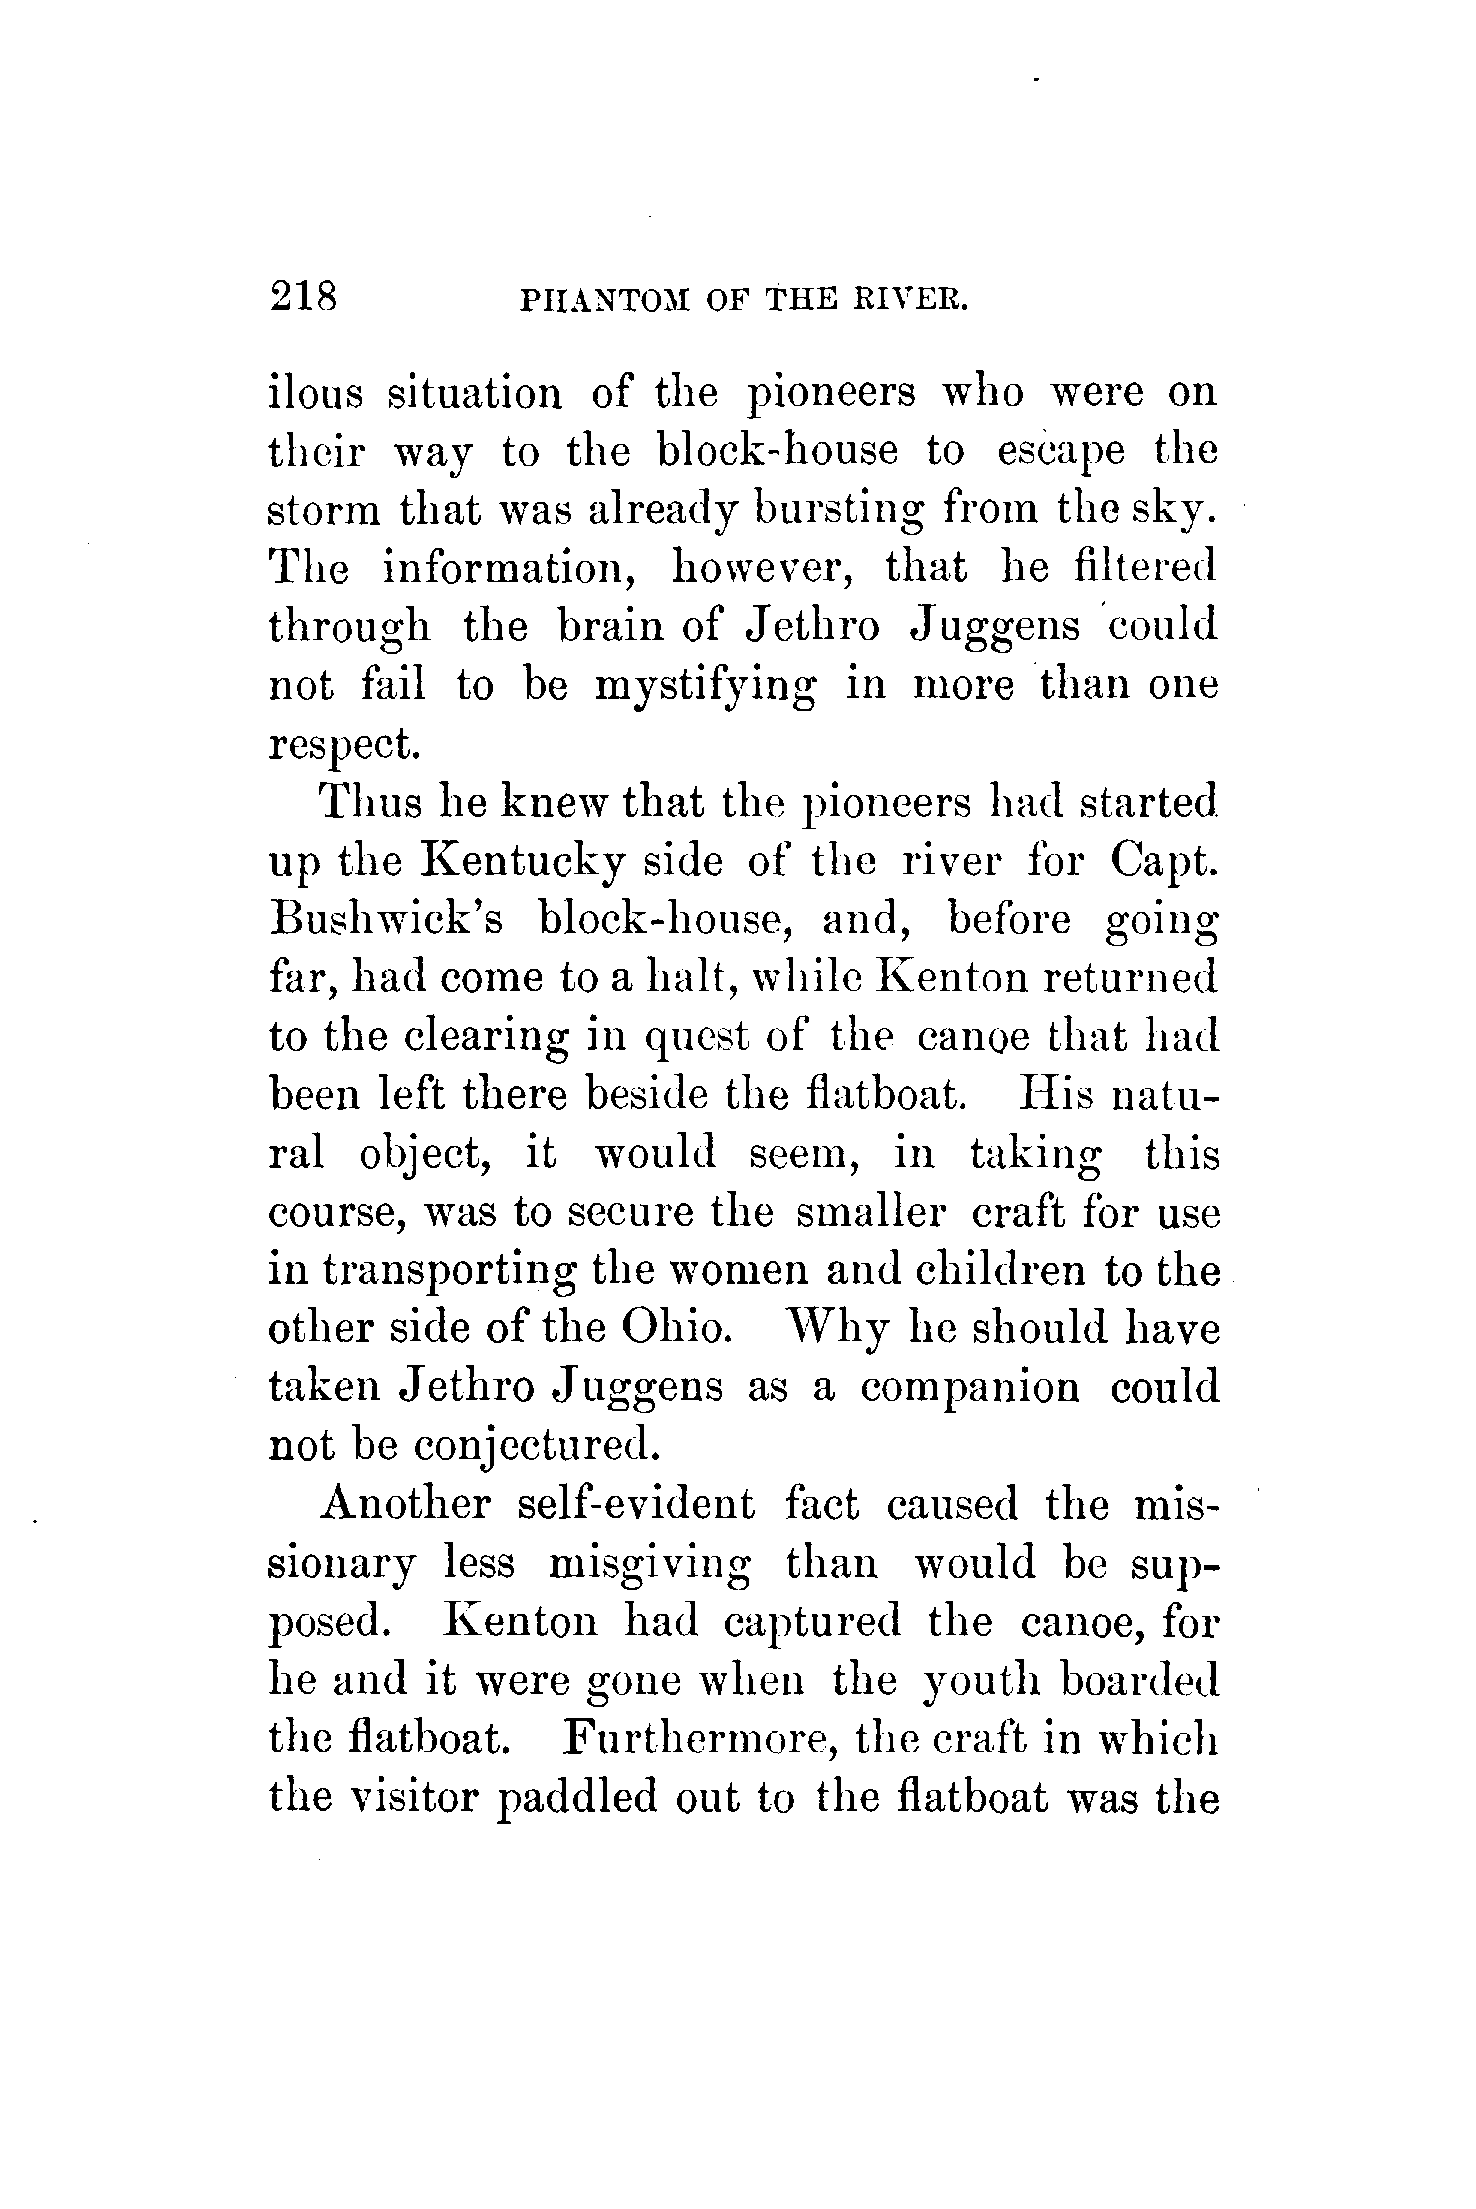 218 PHANTOM OF THE RIVER.
ilous situation of the pioneers who were on
their way to the block-house to escape the
storm that was already bursting from the sky.
The information, however, that he filtered
through the brain of Jethro Juggens could
not fail to be mystifying in more than one
respect.
Thus he knew that the pioneers had started
up the Kentucky side of the river for Capt.
Bushwick's block-house, and, before going
far, had come to a halt, while Kenton returned
to the clearing in quest of the canoe that had
been left there beside the flatboat. His natu-
ral object, it would seem, in taking this
course, was to secure the smaller craft for use
in transporting the women and children to the
other side of the Ohio. Why he should have
taken Jethro Juggens as a companion could
not be conjectured.
Another self-evident fact caused the mis-
sionary less misgiving than would be sup-
posed. Kenton had captured the canoe, for
he and it were gone when the youth boarded
the flatboat. Furthermore, the craft in which
the visitor paddled out to the flatboat was the